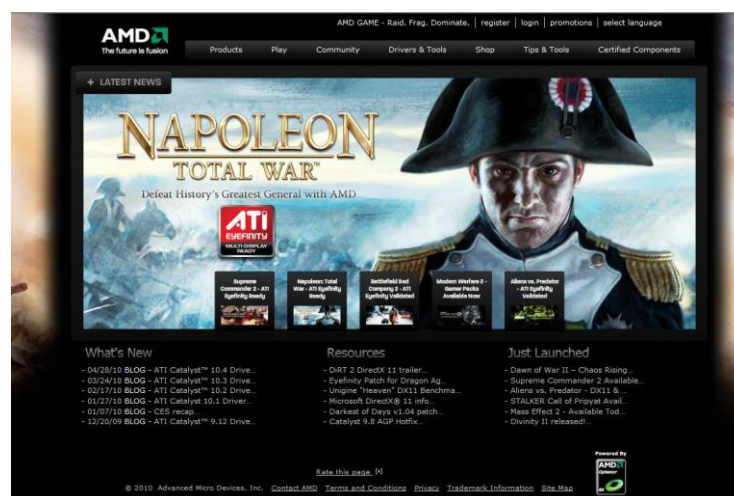 AMD GAME - Raid. Frag. Dominate. | register | login | promotions | select language
AMD
The future is fusion
Products Play Community Drivers & Tools Shop Tips & Tools Certified Components
+ LATEST NEWS
NAPOLEON
TOTAL WAR™
Defeat History's Greatest General with AMD
ATI
EYEFINITY
MULTI-DISPLAY
READY
Supreme
Commander 2 - ATI
Eyefinity Ready
Napoleon: Total
War - ATI Eyefinity
Ready
Battlefield Bad
Company 2 - ATI
Eyefinity Validated
Modern Warfare 2 -
Gamer Packs
Available Now
Aliens vs. Predator
- ATI Eyefinity
Validated
What's New
- 04/28/10 BLOG - ATI Catalyst™ 10.4 Drive...
- 03/24/10 BLOG - ATI Catalyst™ 10.3 Drive...
- 02/17/10 BLOG - ATI Catalyst™ 10.2 Drive...
- 01/27/10 BLOG - ATI Catalyst 10.1 Driver...
- 01/07/10 BLOG - CES recap...
- 12/20/09 BLOG - ATI Catalyst™ 9.12 Drive...
Resources
- DiRT 2 DirectX 11 trailer...
- Eyefinity Patch for Dragon Ag...
- Unigine "Heaven" DX11 Benchma...
- Microsoft DirectX® 11 info...
- Darkest of Days v1.04 patch...
- Catalyst 9.8 AGP Hotfix...
Just Launched
- Dawn of War II – Chaos Rising...
- Supreme Commander 2 Available...
- Aliens vs. Predator - DX11 & ...
- STALKER Call of Pripyat Avail...
- Mass Effect 2 - Available Tod...
- Divinity II released!...
Rate this page [+]
© 2010 Advanced Micro Devices, Inc. Contact AMD Terms and Conditions Privacy Trademark Information Site Map
Powered By
AMD
Opteron